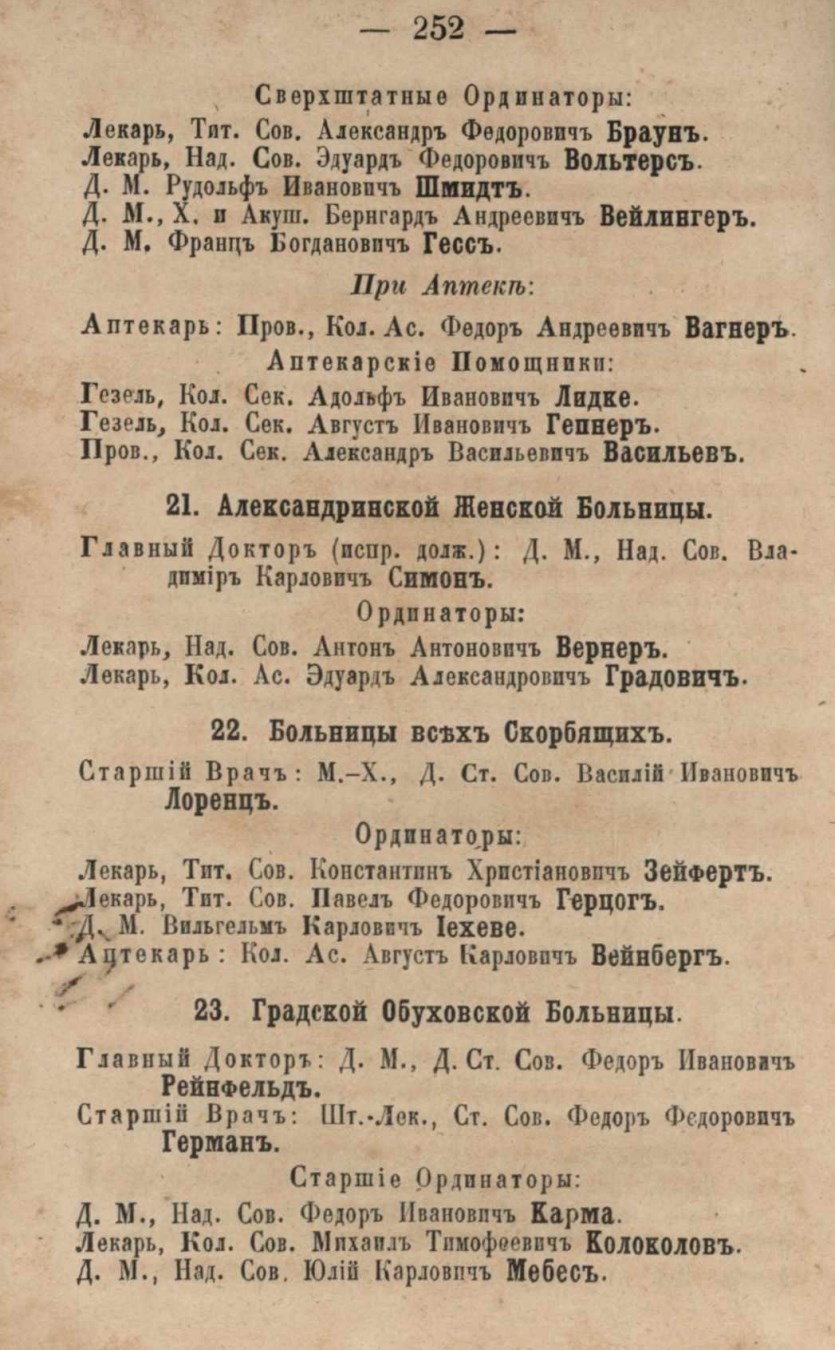 — 252 —
Сверхштатные Ординаторы:
Лекарь, Тит. Сов. Александръ Федоровичъ Браунъ.
Лекарь, Над. Сов. Эдуардъ Федоровичъ Вольтерсъ.
Д. М. Рудольфъ Ивановичъ Шмидтъ.
Д. М., Х. и Акуш. Бернгардъ Андреевичъ Вейлингеръ.
Д. М. Францъ Богдановичъ Гессъ.
При Аптекѣ:
Аптекарь: Пров., Кол. Ас. Федоръ Андреевичъ Вагнеръ.
Аптекарскіе Помощники:
Гезель, Кол. Сек. Адольфъ Ивановичъ Лидке.
Гезель, Кол. Сек. Августъ Ивановичъ Гепнеръ.
Пров., Кол. Сек. Александръ Васильевичъ Васильевъ.
21. Александринской Женской Больницы.
Главный Докторъ (испр. долж.): Д. М., Над. Сов. Вла-
димiръ Карловичъ Симонъ.
Ординаторы:
Лекарь, Над. Сов. Антонъ Антоновичъ Вернеръ.
Лекарь, Кол. Ас. Эдуардъ Александровичъ Градовичъ.
22. Больницы всѣхъ Скорбящихъ.
Старшій Врачъ: М.-Х., Д. Ст. Сов. Василій Ивановичъ
Лоренцъ.
Ординаторы:
Лекарь, Тит. Сов. Константинъ Христіановичъ Зейфертъ.
Лекарь, Тит. Сов. Павелъ Федоровичъ Герцогъ.
Д. М. Вильгельмъ Карловичъ Іехеве.
Аптекарь: Кол. Ас. Августъ Карловичъ Вейнбергъ.
23. Градской Обуховской Больницы.
Главный Докторъ: Д. М., Д. Ст. Сов. Федоръ Ивановичъ
Рейнфельдъ.
Старшій Врачъ: Шт.-Лек., Ст. Сов. Федоръ Федоровичъ
Германъ.
Старшіе Ординаторы:
Д. М., Над. Сов. Федоръ Ивановичъ Карма.
Лекарь, Кол. Сов. Михаилъ Тимофеевичъ Колоколовъ.
Д. М., Над. Сов. Юлій Карловичъ Мебесъ.